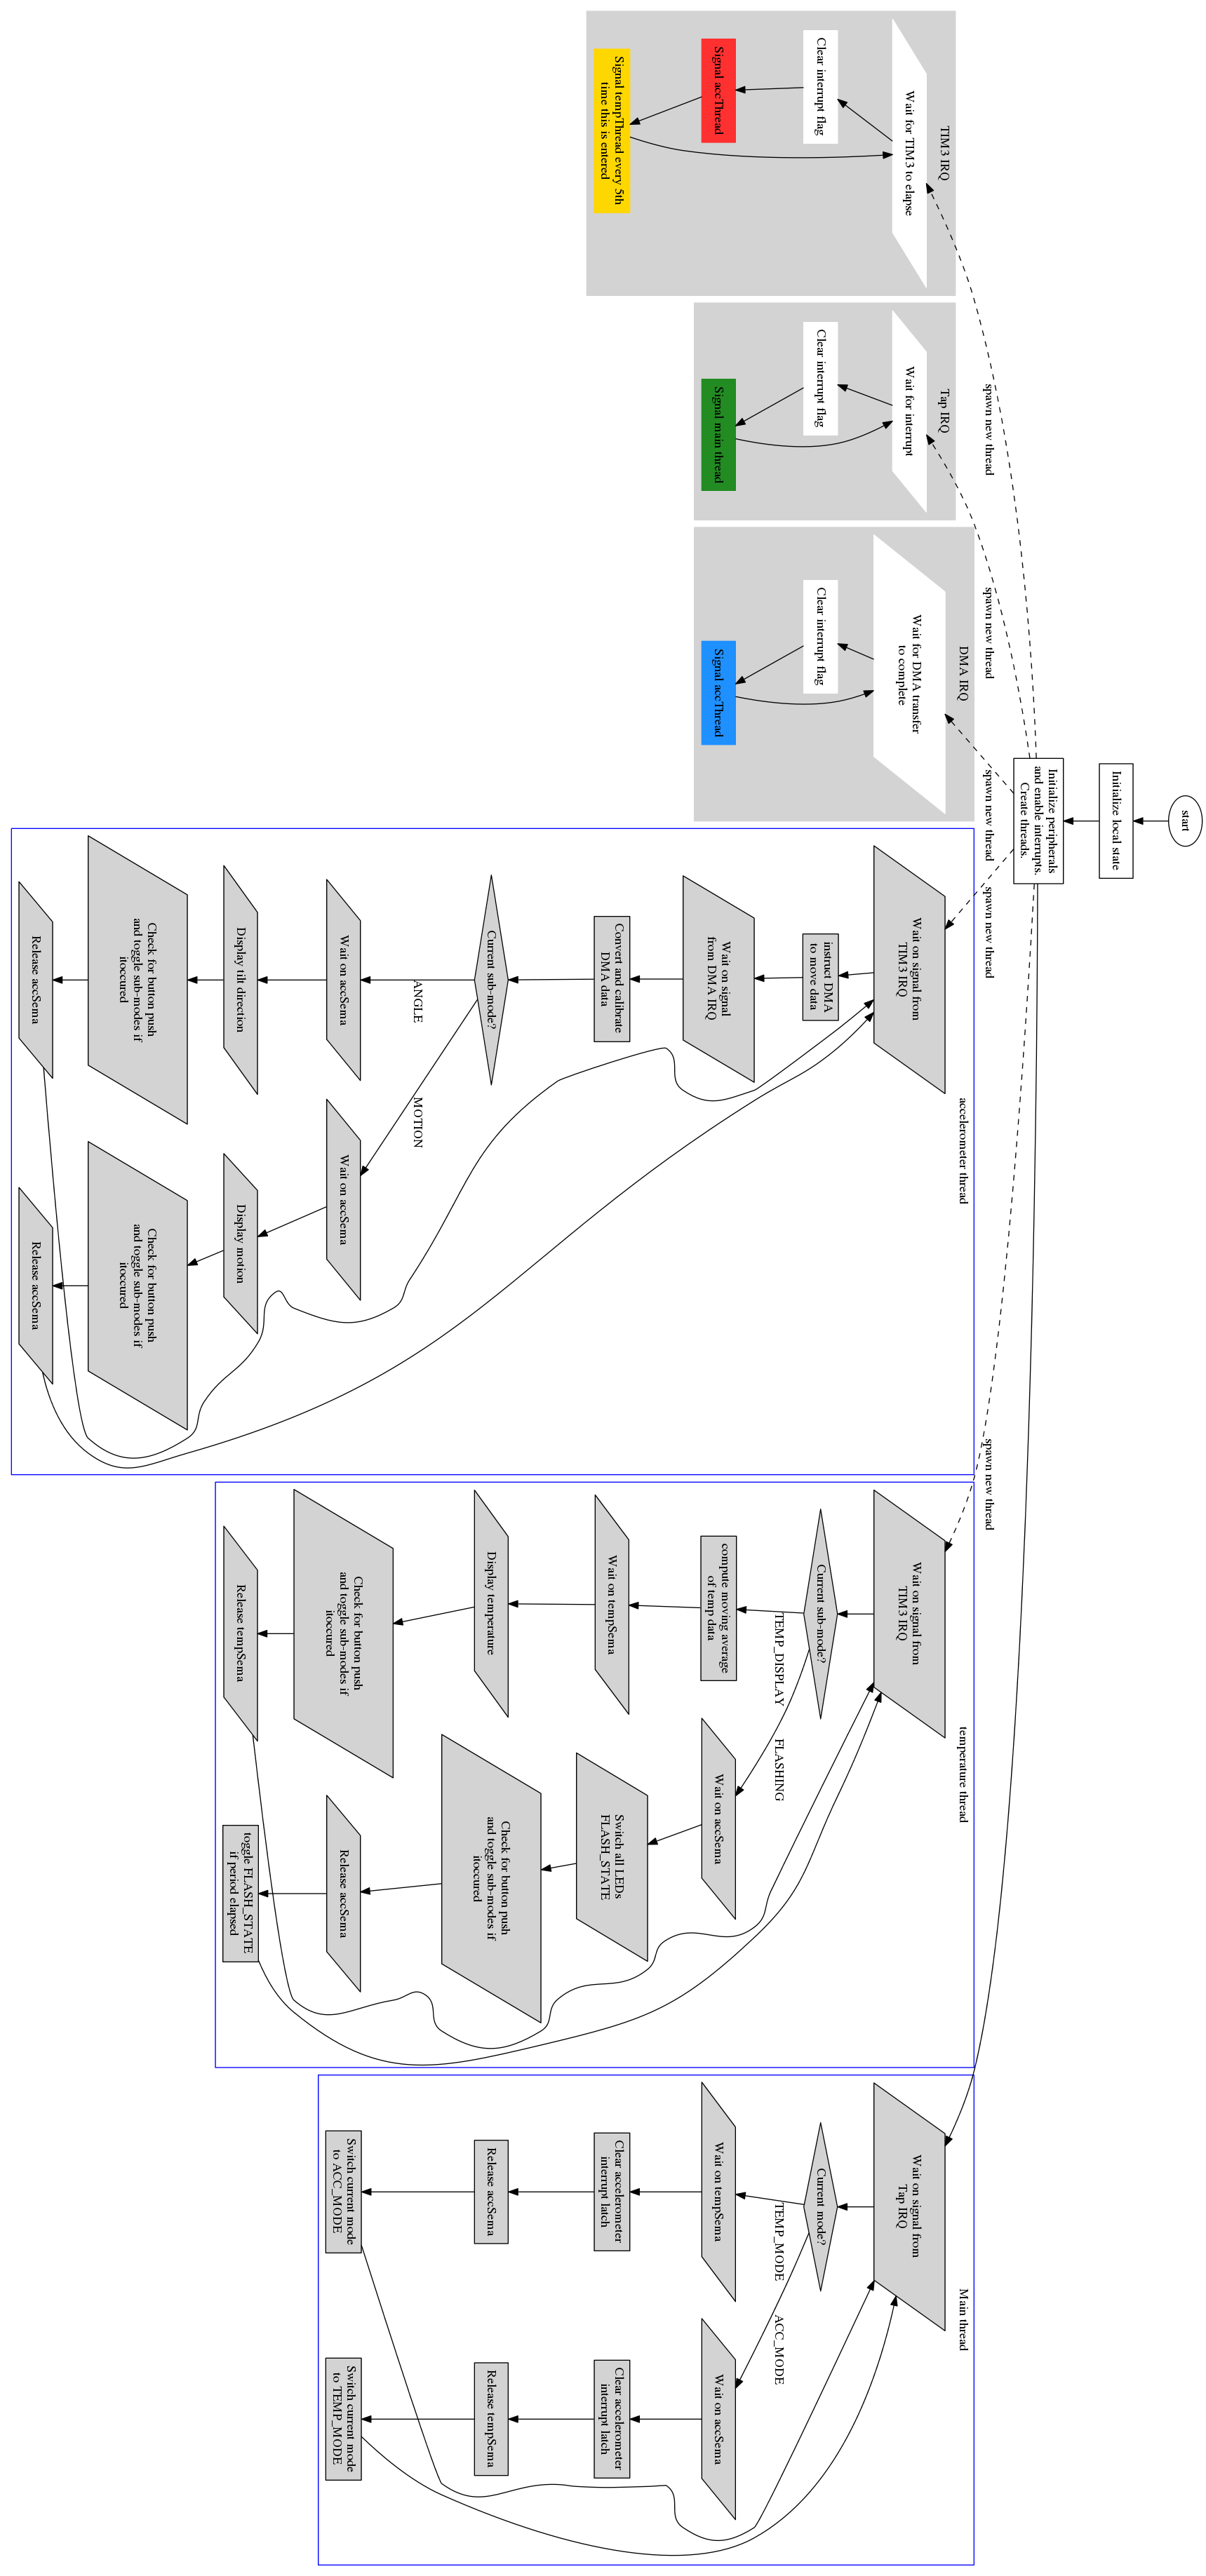 start
Initialize local state
Initialize peripherals
and enable interrupts.
Create threads.
spawn new thread
spawn new thread
spawn new thread
spawn new thread
spawn new thread
TIM3 IRQ
Wait for TIM3 to elapse
Clear interrupt flag
Signal accThread
Signal tempThread every 5th
time this is entered
Tap IRQ
Wait for interrupt
Clear interrupt flag
Signal main thread
DMA IRQ
Wait for DMA transfer
to complete
Clear interrupt flag
Signal accThread
accelerometer thread
Wait on signal from
TIM3 IRQ
instruct DMA
to move data
Wait on signal
from DMA IRQ
Convert and calibrate
DMA data
Current sub-mode?
ANGLE
MOTION
Wait on accSema
Display tilt direction
Check for button push
and toggle sub-modes if
itoccured
Release accSema
Wait on accSema
Display motion
Check for button push
and toggle sub-modes if
itoccured
Release accSema
temperature thread
Wait on signal from
TIM3 IRQ
Current sub-mode?
TEMP_DISPLAY
FLASHING
compute moving average
of temp data
Wait on tempSema
Display temperature
Check for button push
and toggle sub-modes if
itoccured
Release tempSema
Wait on accSema
Switch all LEDs
FLASH_STATE
Check for button push
and toggle sub-modes if
itoccured
Release accSema
toggle FLASH_STATE
if period elapsed
Main thread
Wait on signal from
Tap IRQ
Current mode?
TEMP_MODE
ACC_MODE
Wait on tempSema
Clear accelerometer
interrupt latch
Release accSema
Switch current mode
to ACC_MODE
Wait on accSema
Clear accelerometer
interrupt latch
Release tempSema
Switch current mode
to TEMP_MODE